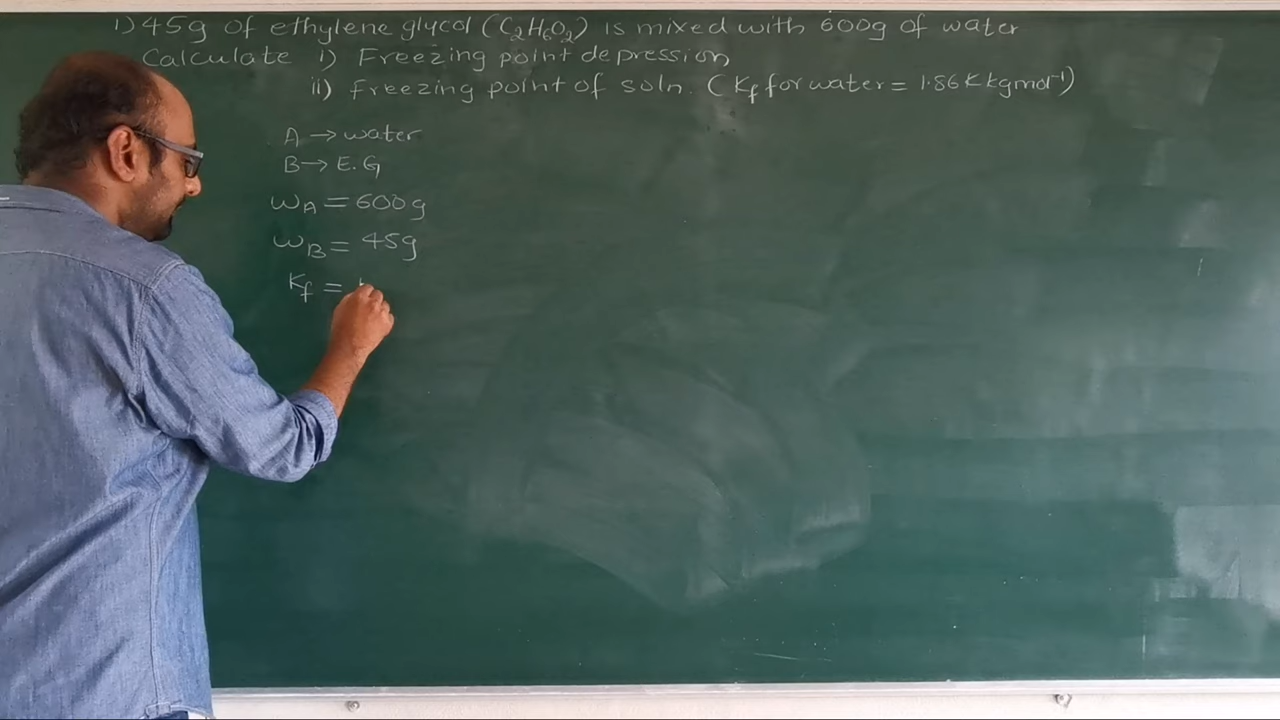 1) 45g of ethylene glycol (C₂H₆O₂) is mixed with 600g of water
Calculate i) Freezing point depression
ii) freezing point of soln. (Kf for water = 1.86 K kg mol⁻¹)
A → water
B → E.G
wA = 600g
wB = 45g
Kf =